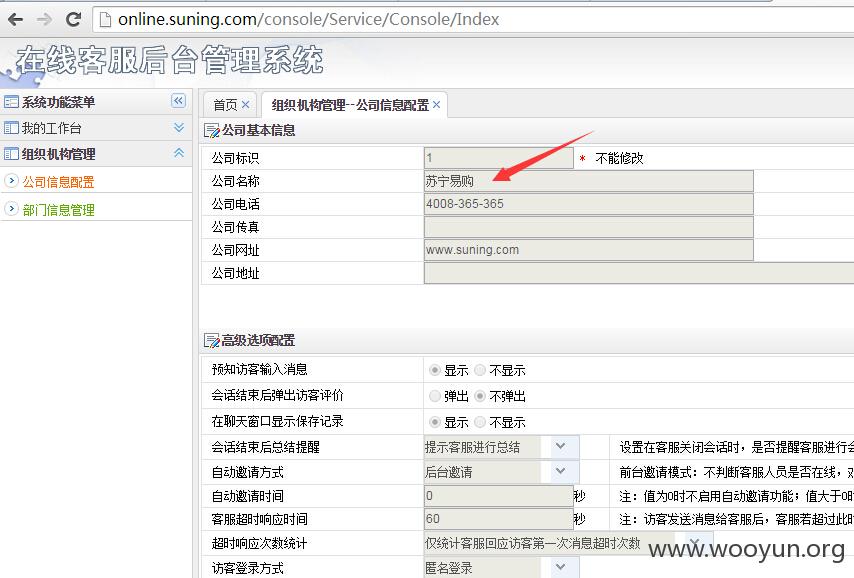 online.suning.com/console/Service/Console/Index
在线客服后台管理系统
系统功能菜单
我的工作台
组织机构管理
公司信息配置
部门信息管理
首页 组织机构管理--公司信息配置
公司基本信息
公司标识 1 * 不能修改
公司名称 苏宁易购
公司电话 4008-365-365
公司传真
公司网址 www.suning.com
公司地址
高级选项配置
预知访客输入消息 显示 不显示
会话结束后弹出访客评价 弹出 不弹出
在聊天窗口显示保存记录 显示 不显示
会话结束后总结提醒 提示客服进行总结 设置在客服关闭会话时，是否提醒客服进行
自动邀请方式 后台邀请 前台邀请模式：不判断客服人员是否在线，
自动邀请时间 0 秒 注：值为0时不启用自动邀请功能；值大于0
客服超时响应时间 60 秒 注：访客发送消息给客服后，客服若超过此时
超时响应次数统计 仅统计客服回应访客第一次消息超时次数
访客登录方式 匿名登录
www.wooyun.org